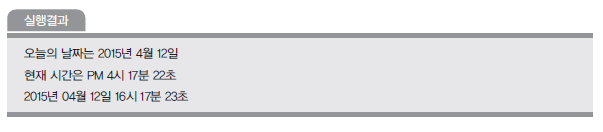 실행결과
오늘의 날짜는 2015년 4월 12일
현재 시간은 PM 4시 17분 22초
2015년 04월 12일 16시 17분 23초